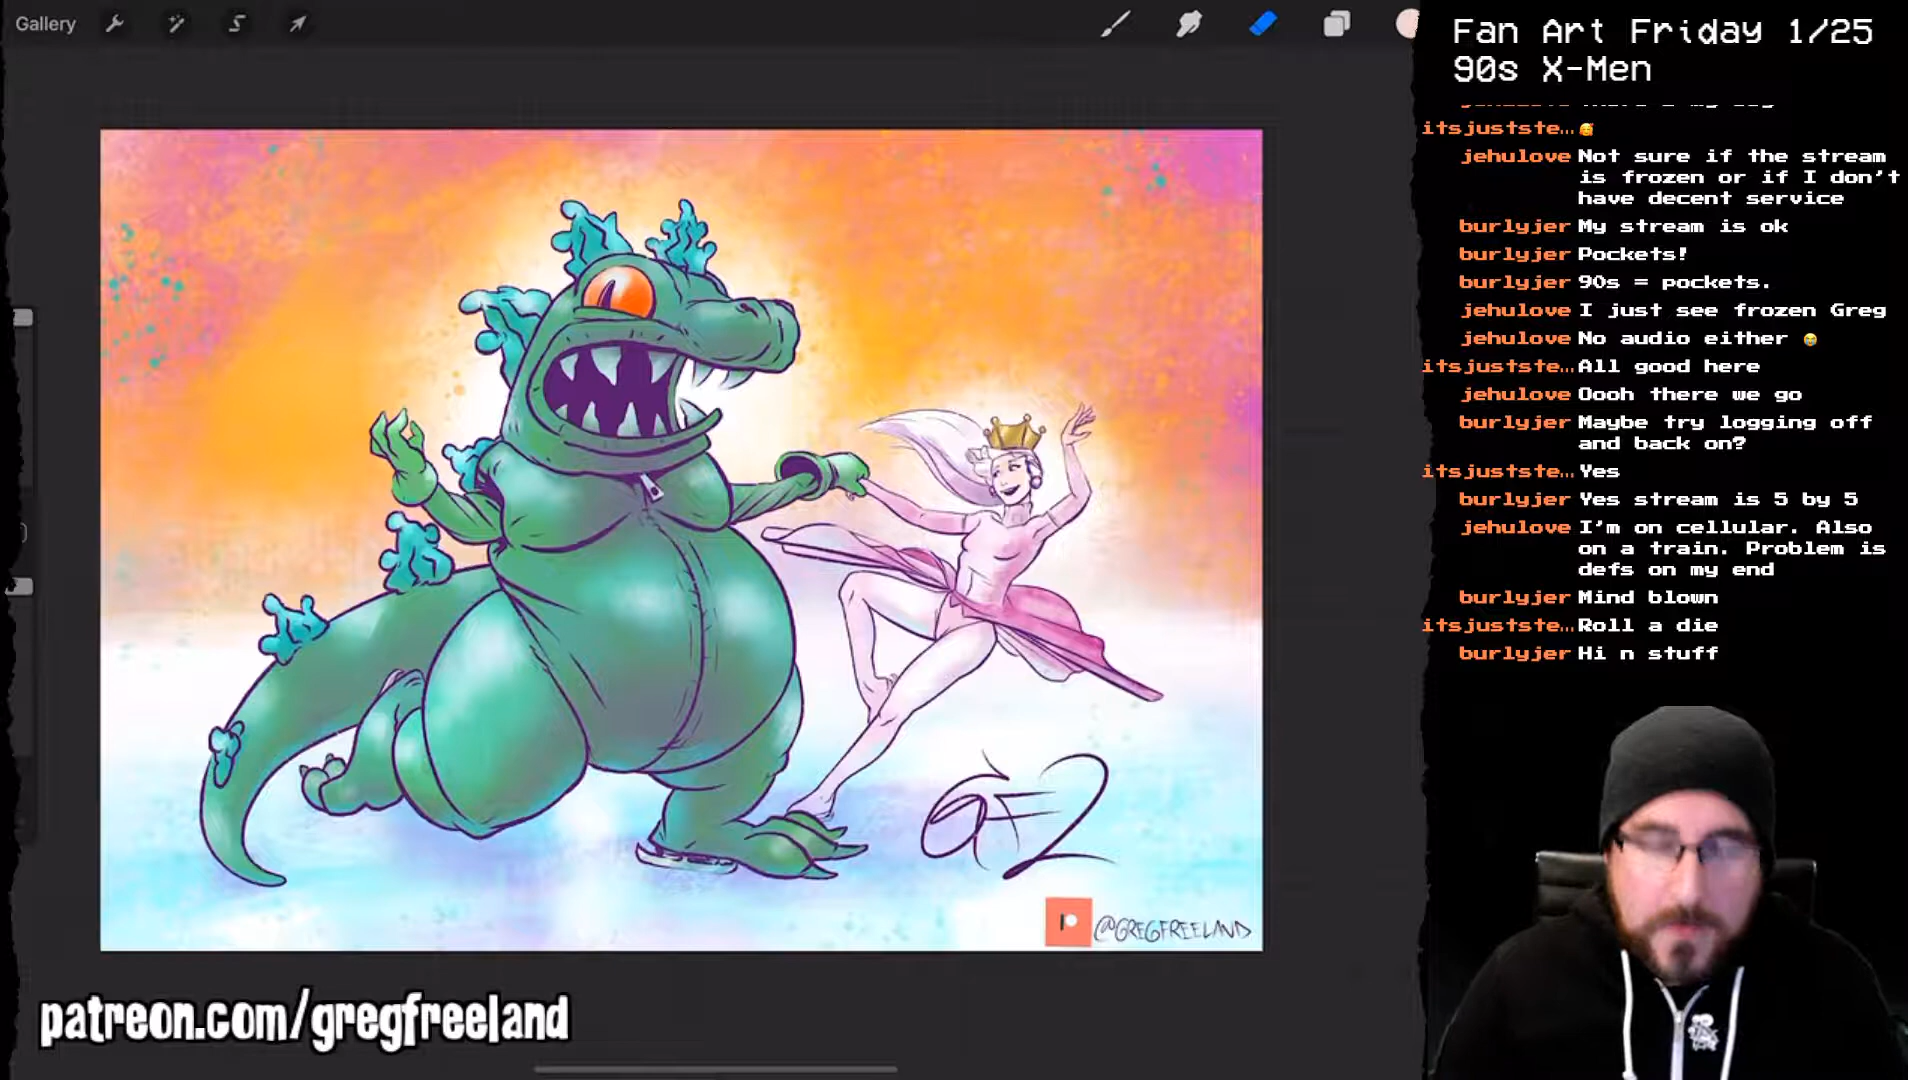 Gallery
Fan Art Friday 1/25
90s X-Men
itsjustste…
jehulove Not sure if the stream
is frozen or if I don't
have decent service
burlyjer My stream is ok
burlyjer Pockets!
burlyjer 90s = pockets.
jehulove I just see frozen Greg
jehulove No audio either
itsjustste… All good here
jehulove Oooh there we go
burlyjer Maybe try logging off
and back on?
itsjustste… Yes
burlyjer Yes stream is 5 by 5
jehulove I'm on cellular. Also
on a train. Problem is
defs on my end
burlyjer Mind blown
itsjustste… Roll a die
burlyjer Hi n stuff
@GREGFREELAND
patreon.com/gregfreeland